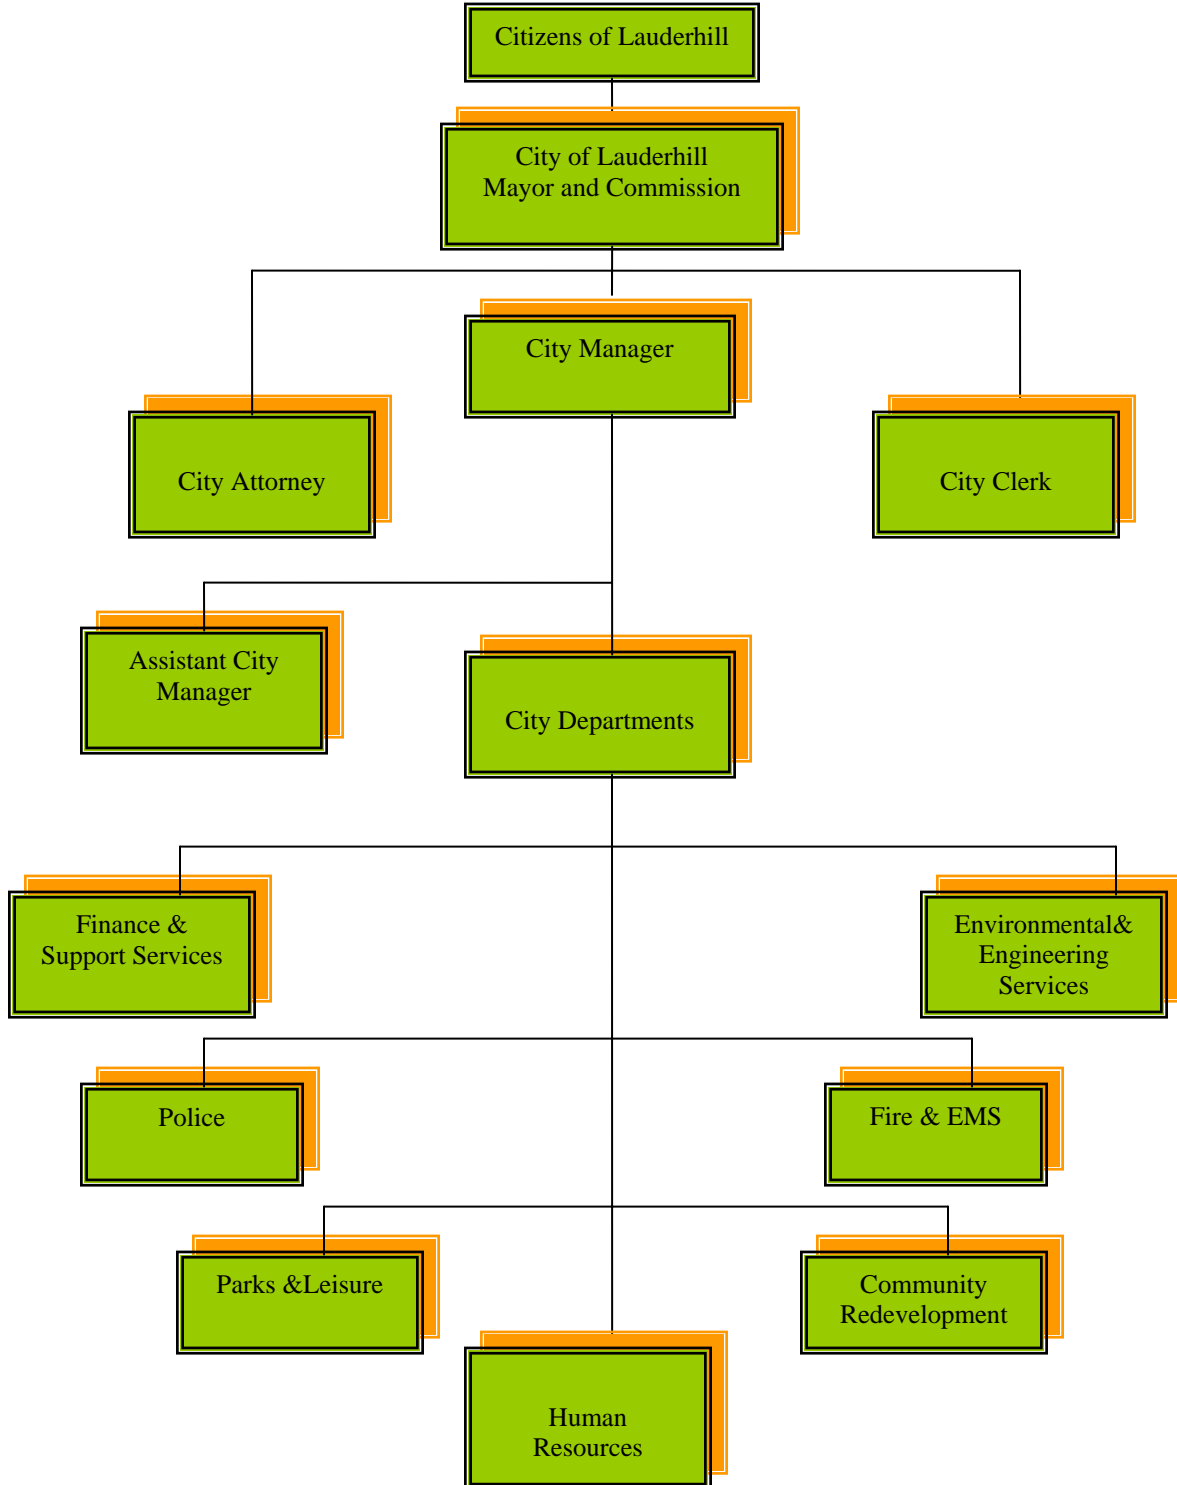 Citizens of Lauderhill
City of Lauderhill
Mayor and Commission
City Manager
City Attorney
City Clerk
Assistant City
Manager
City Departments
Finance &
Support Services
Environmental&
Engineering
Services
Police
Fire & EMS
Parks &Leisure
Community
Redevelopment
Human
Resources